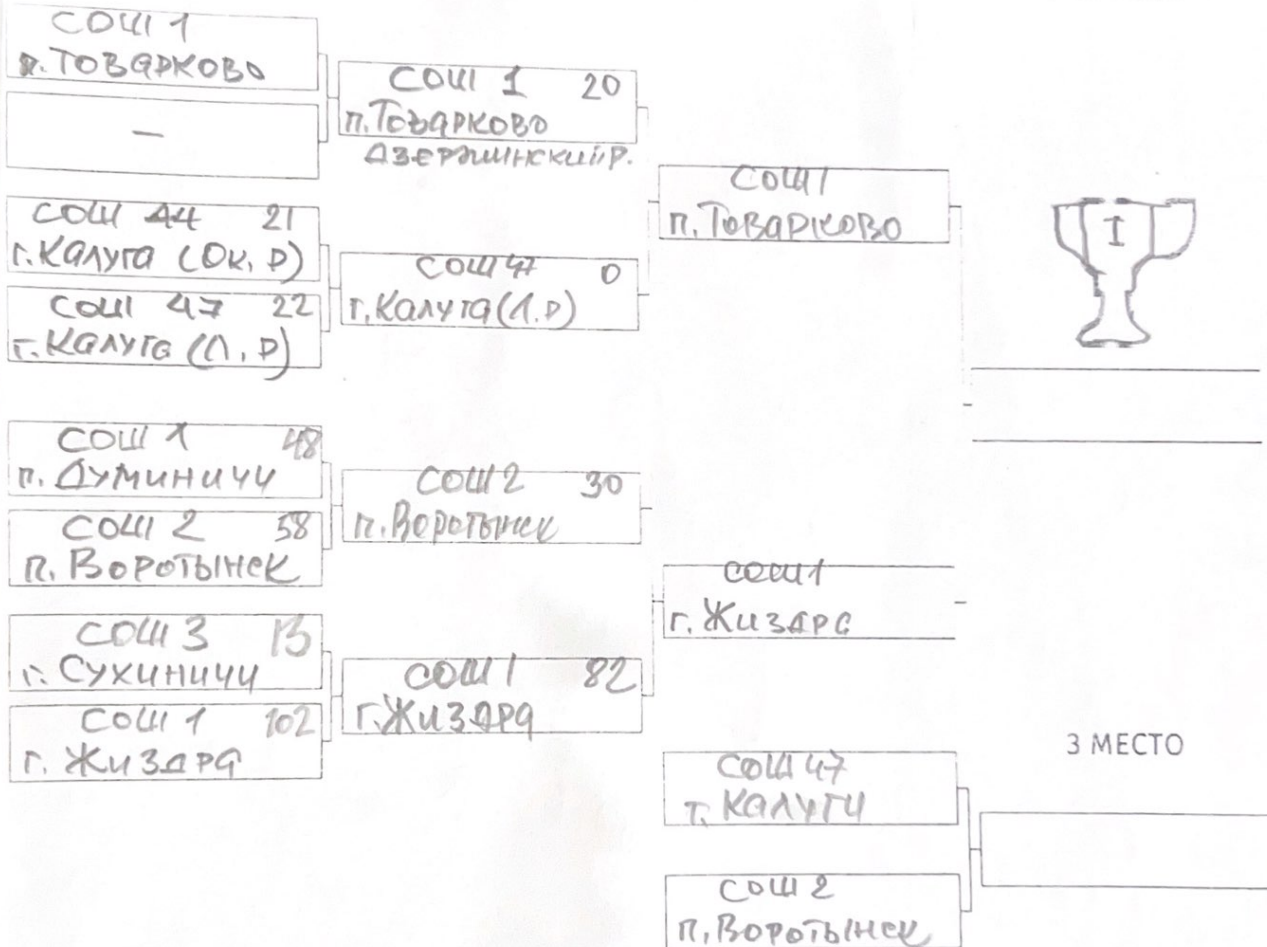 СОШ 1
п. ТОВАРКОВО
—
СОШ 44 21
г. Калуга (Ок. р)
СОШ 47 22
г. Калуга (Л. р)
СОШ 1 48
п. Думиничи
СОШ 2 58
п. Воротынск
СОШ 3 13
г. Сухиничи
СОШ 1 102
г. Жиздра
СОШ 1 20
п. Товарково
Дзержинский р.
СОШ 47 0
г. Калуга (Л. р)
СОШ 2 30
п. Воротынск
СОШ 1 82
г. Жиздра
СОШ 1
п. Товарково
СОШ 1
г. Жиздра
I
3 МЕСТО
СОШ 47
г. Калуги
СОШ 2
п. Воротынск